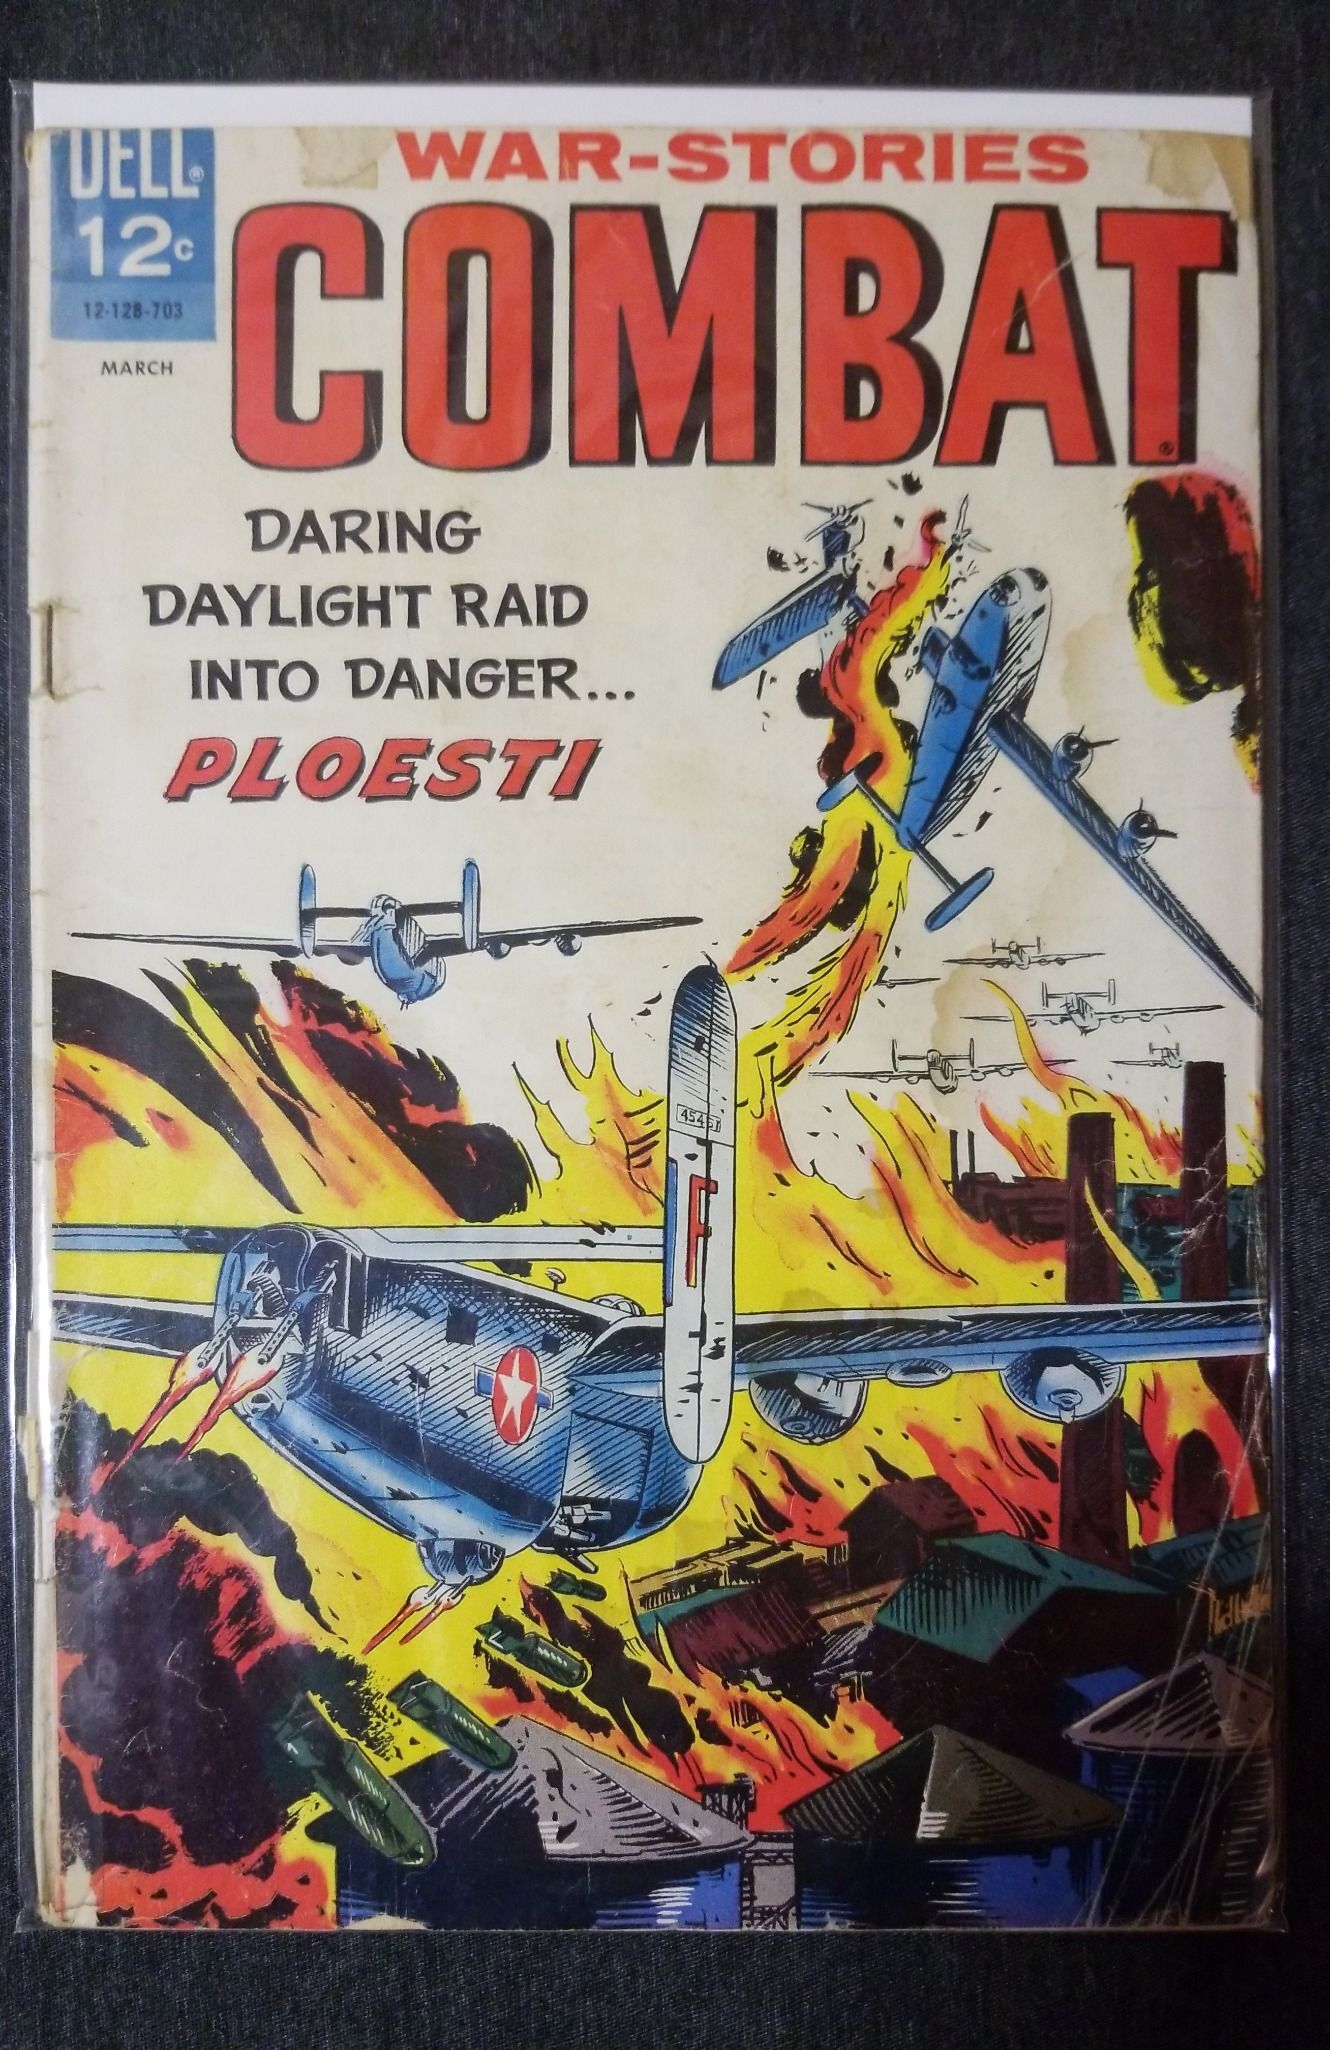 DELL®
12c
12-128-703
MARCH
WAR-STORIES
COMBAT®
DARING
DAYLIGHT RAID
INTO DANGER...
PLOESTI